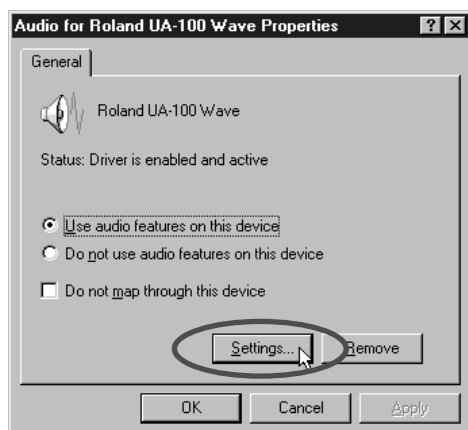 Audio for Roland UA-100 Wave Properties
General
Roland UA-100 Wave
Status: Driver is enabled and active
Use audio features on this device
Do not use audio features on this device
Do not map through this device
Settings... Remove
OK Cancel Apply